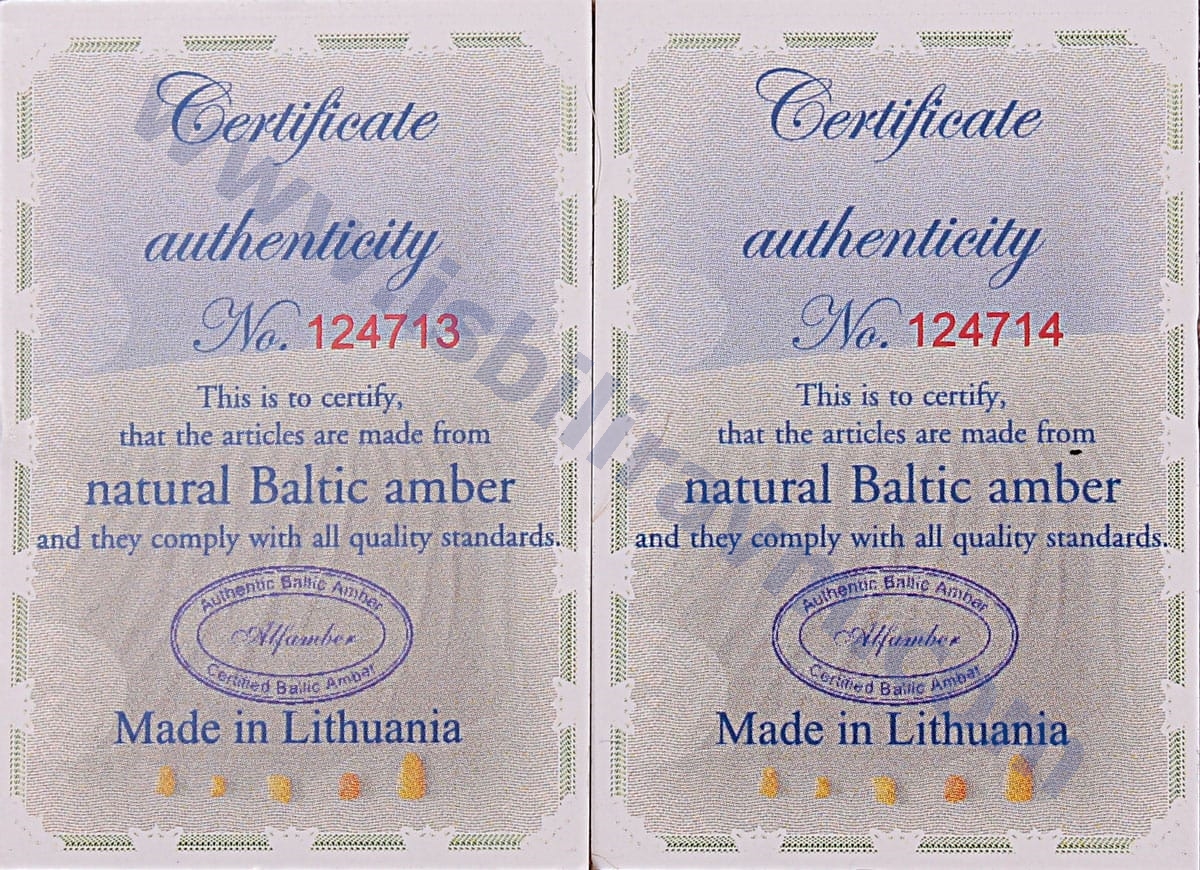 Certificate
authenticity
No. 124713
This is to certify,
that the articles are made from
natural Baltic amber
and they comply with all quality standards.
Authentic Baltic Amber
Alfamber
Certified Baltic Amber
Made in Lithuania
Certificate
authenticity
No. 124714
This is to certify,
that the articles are made from
natural Baltic amber
and they comply with all quality standards.
Authentic Baltic Amber
Alfamber
Certified Baltic Amber
Made in Lithuania